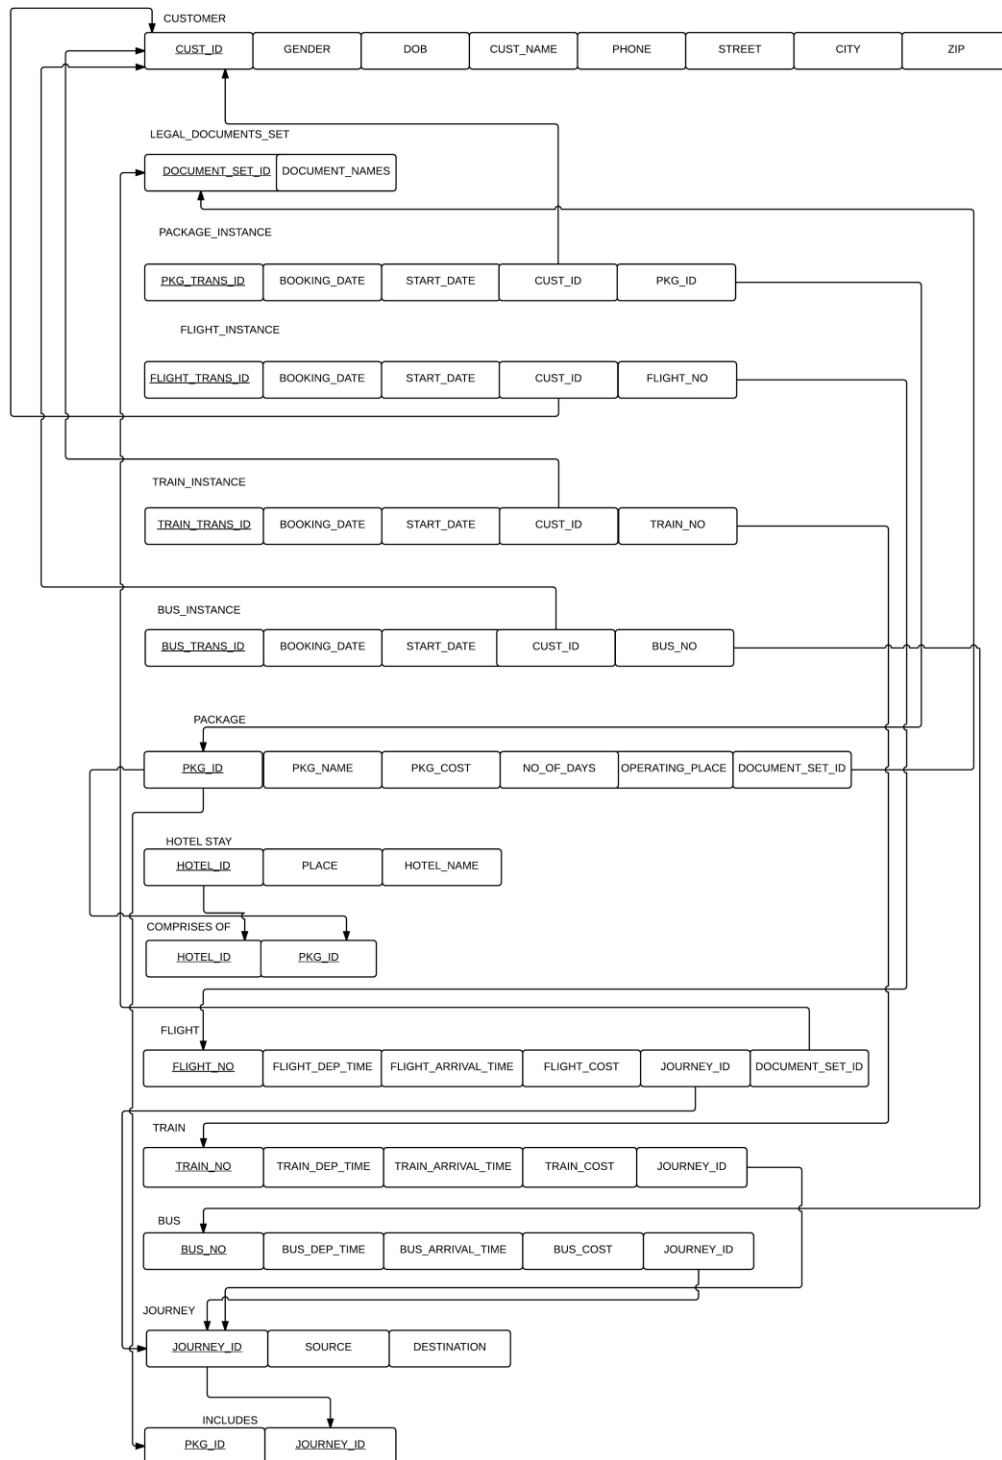 CUSTOMER
CUST_ID GENDER DOB CUST_NAME PHONE STREET CITY ZIP
LEGAL_DOCUMENTS_SET
DOCUMENT_SET_ID DOCUMENT_NAMES
PACKAGE_INSTANCE
PKG_TRANS_ID BOOKING_DATE START_DATE CUST_ID PKG_ID
FLIGHT_INSTANCE
FLIGHT_TRANS_ID BOOKING_DATE START_DATE CUST_ID FLIGHT_NO
TRAIN_INSTANCE
TRAIN_TRANS_ID BOOKING_DATE START_DATE CUST_ID TRAIN_NO
BUS_INSTANCE
BUS_TRANS_ID BOOKING_DATE START_DATE CUST_ID BUS_NO
PACKAGE
PKG_ID PKG_NAME PKG_COST NO_OF_DAYS OPERATING_PLACE DOCUMENT_SET_ID
HOTEL STAY
HOTEL_ID PLACE HOTEL_NAME
COMPRISES OF
HOTEL_ID PKG_ID
FLIGHT
FLIGHT_NO FLIGHT_DEP_TIME FLIGHT_ARRIVAL_TIME FLIGHT_COST JOURNEY_ID DOCUMENT_SET_ID
TRAIN
TRAIN_NO TRAIN_DEP_TIME TRAIN_ARRIVAL_TIME TRAIN_COST JOURNEY_ID
BUS
BUS_NO BUS_DEP_TIME BUS_ARRIVAL_TIME BUS_COST JOURNEY_ID
JOURNEY
JOURNEY_ID SOURCE DESTINATION
INCLUDES
PKG_ID JOURNEY_ID